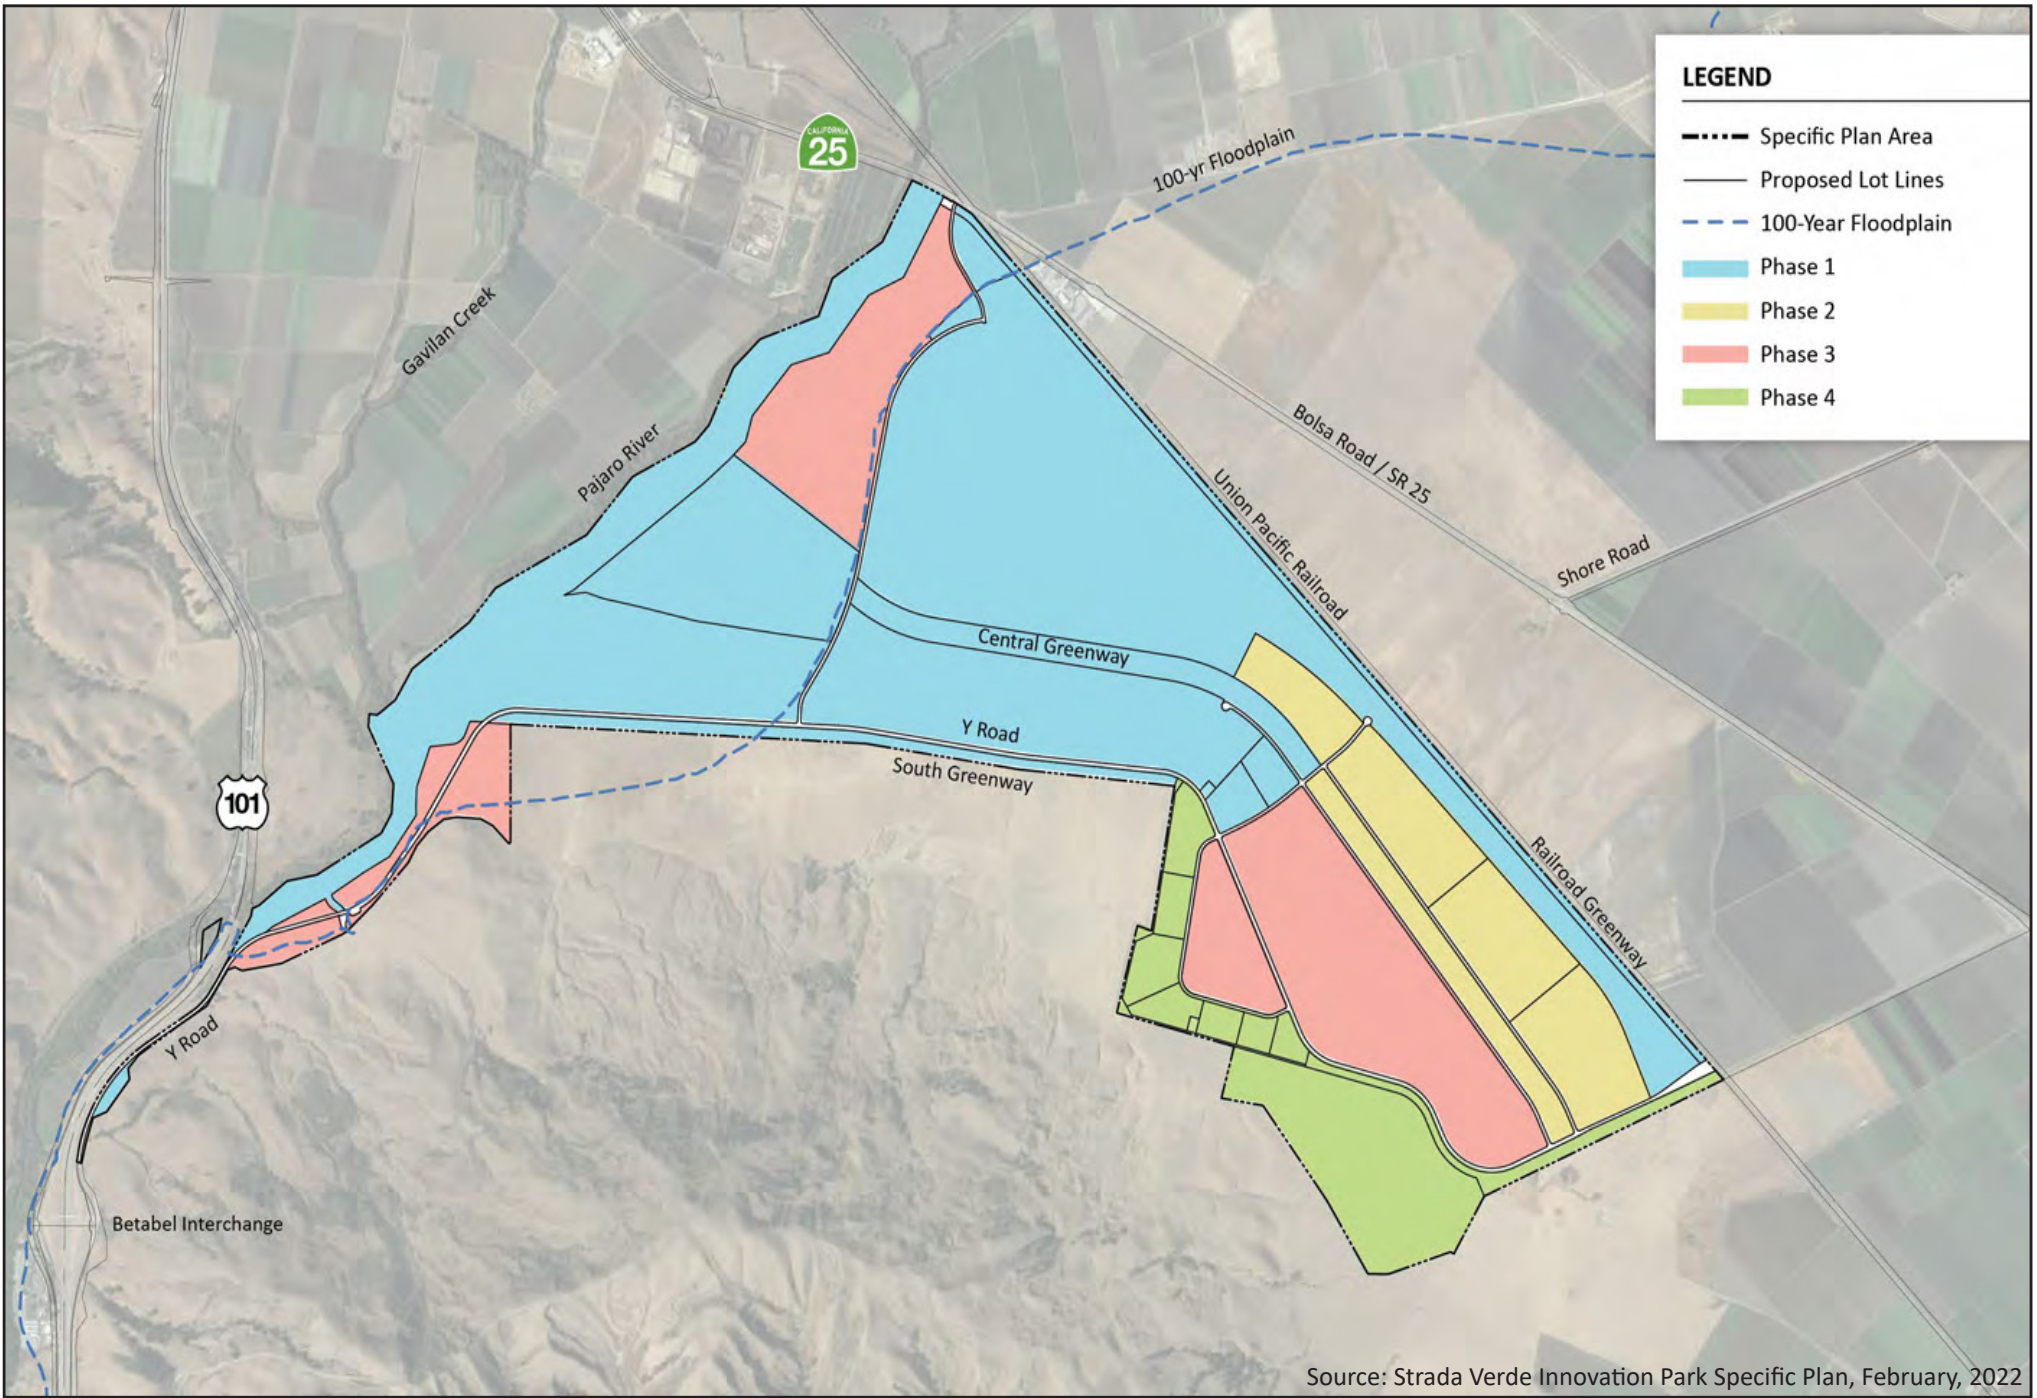 LEGEND
Specific Plan Area
Proposed Lot Lines
100-Year Floodplain
Phase 1
Phase 2
Phase 3
Phase 4
CALIFORNIA
25
100-yr Floodplain
Gavilan Creek
Pajaro River
Bolsa Road / SR 25
Union Pacific Railroad
Shore Road
Central Greenway
Y Road
South Greenway
101
Railroad Greenway
Y Road
Betabel Interchange
Source: Strada Verde Innovation Park Specific Plan, February, 2022